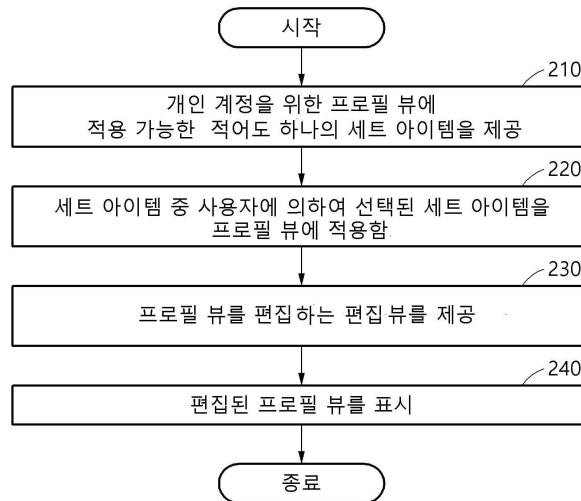 시작
210
개인 계정을 위한 프로필 뷰에
적용 가능한 적어도 하나의 세트 아이템을 제공
220
세트 아이템 중 사용자에 의하여 선택된 세트 아이템을
프로필 뷰에 적용함
230
프로필 뷰를 편집하는 편집뷰를 제공
240
편집된 프로필 뷰를 표시
종료